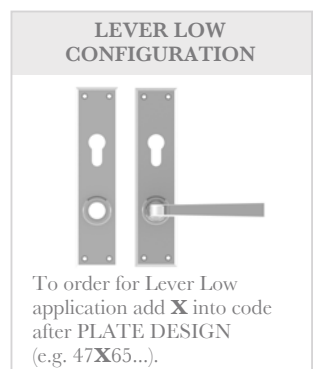 LEVER LOW
CONFIGURATION
To order for Lever Low
application add X into code
after PLATE DESIGN
(e.g. 47X65...).